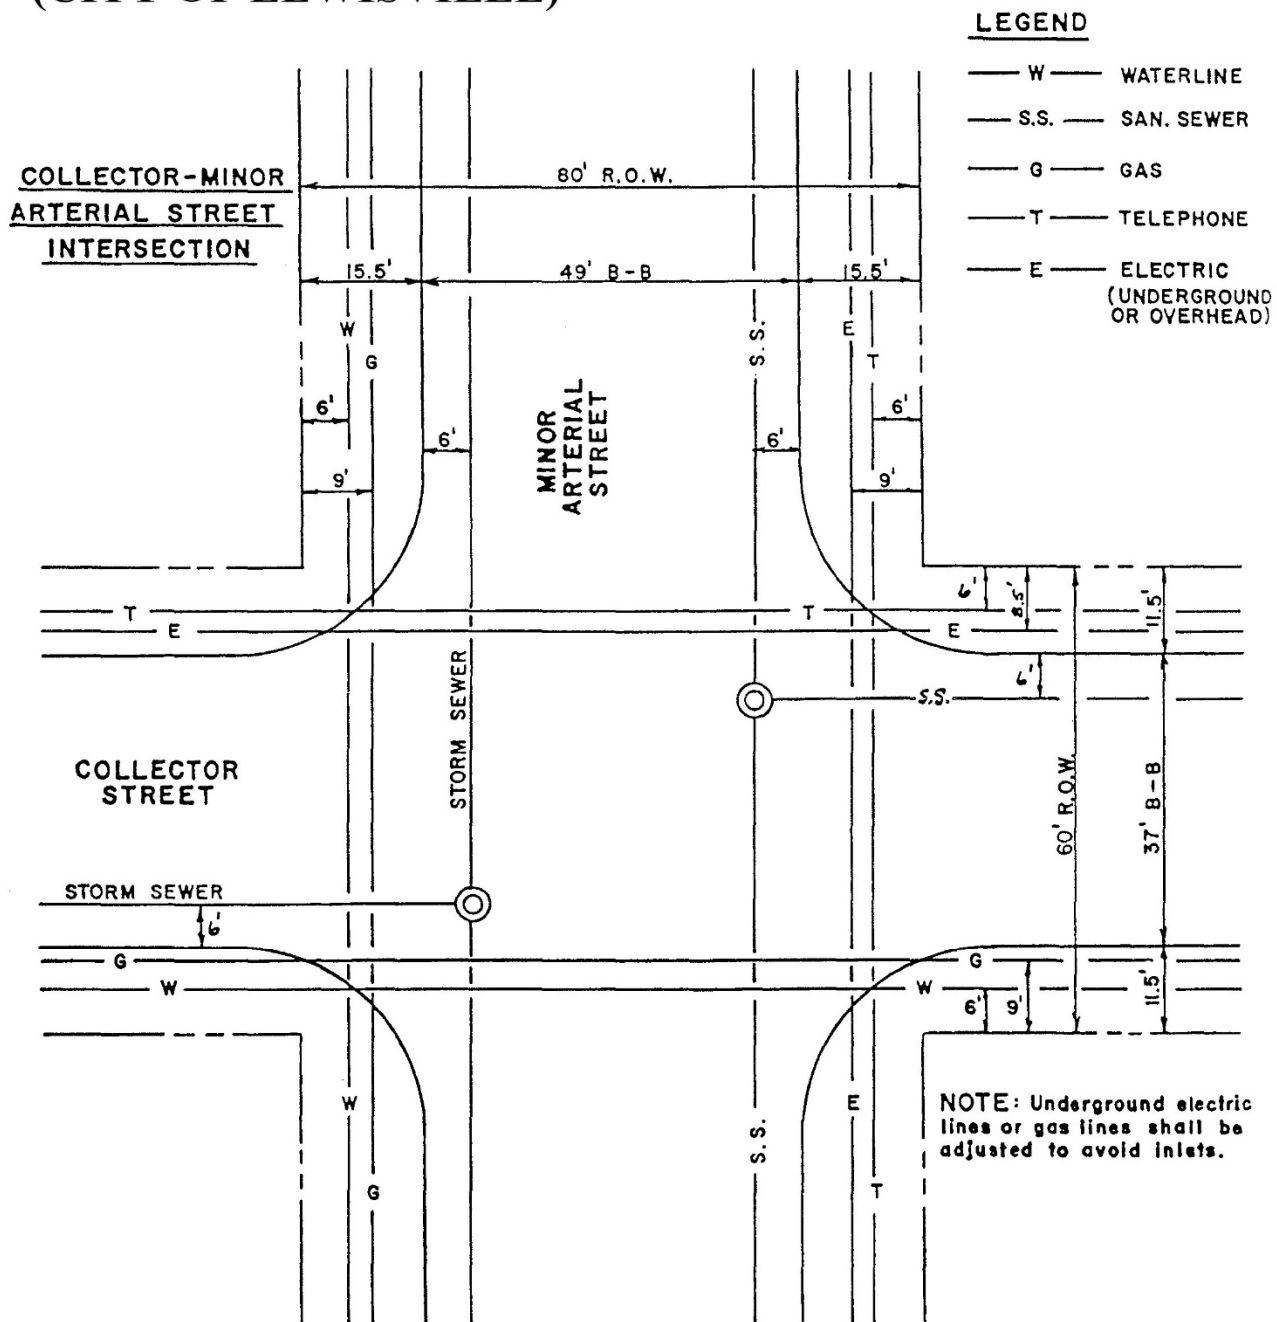 (CITY OF LEWISVILLE)
LEGEND
W WATERLINE
S.S. SAN. SEWER
G GAS
T TELEPHONE
E ELECTRIC
(UNDERGROUND
OR OVERHEAD)
COLLECTOR-MINOR
ARTERIAL STREET
INTERSECTION
80' R.O.W.
15.5' 49' B-B 15.5'
W S.S. E
G T
6' 6'
MINOR
ARTERIAL
STREET
6' 6'
9' 9'
T T 6' 8.5' 11.5'
E E
STORM SEWER
6'
S.S.
COLLECTOR
STREET
60' R.O.W.
37' B-B
STORM SEWER
6'
G G
W W 6' 9' 11.5'
W S.S. E
G T
NOTE: Underground electric
lines or gas lines shall be
adjusted to avoid inlets.